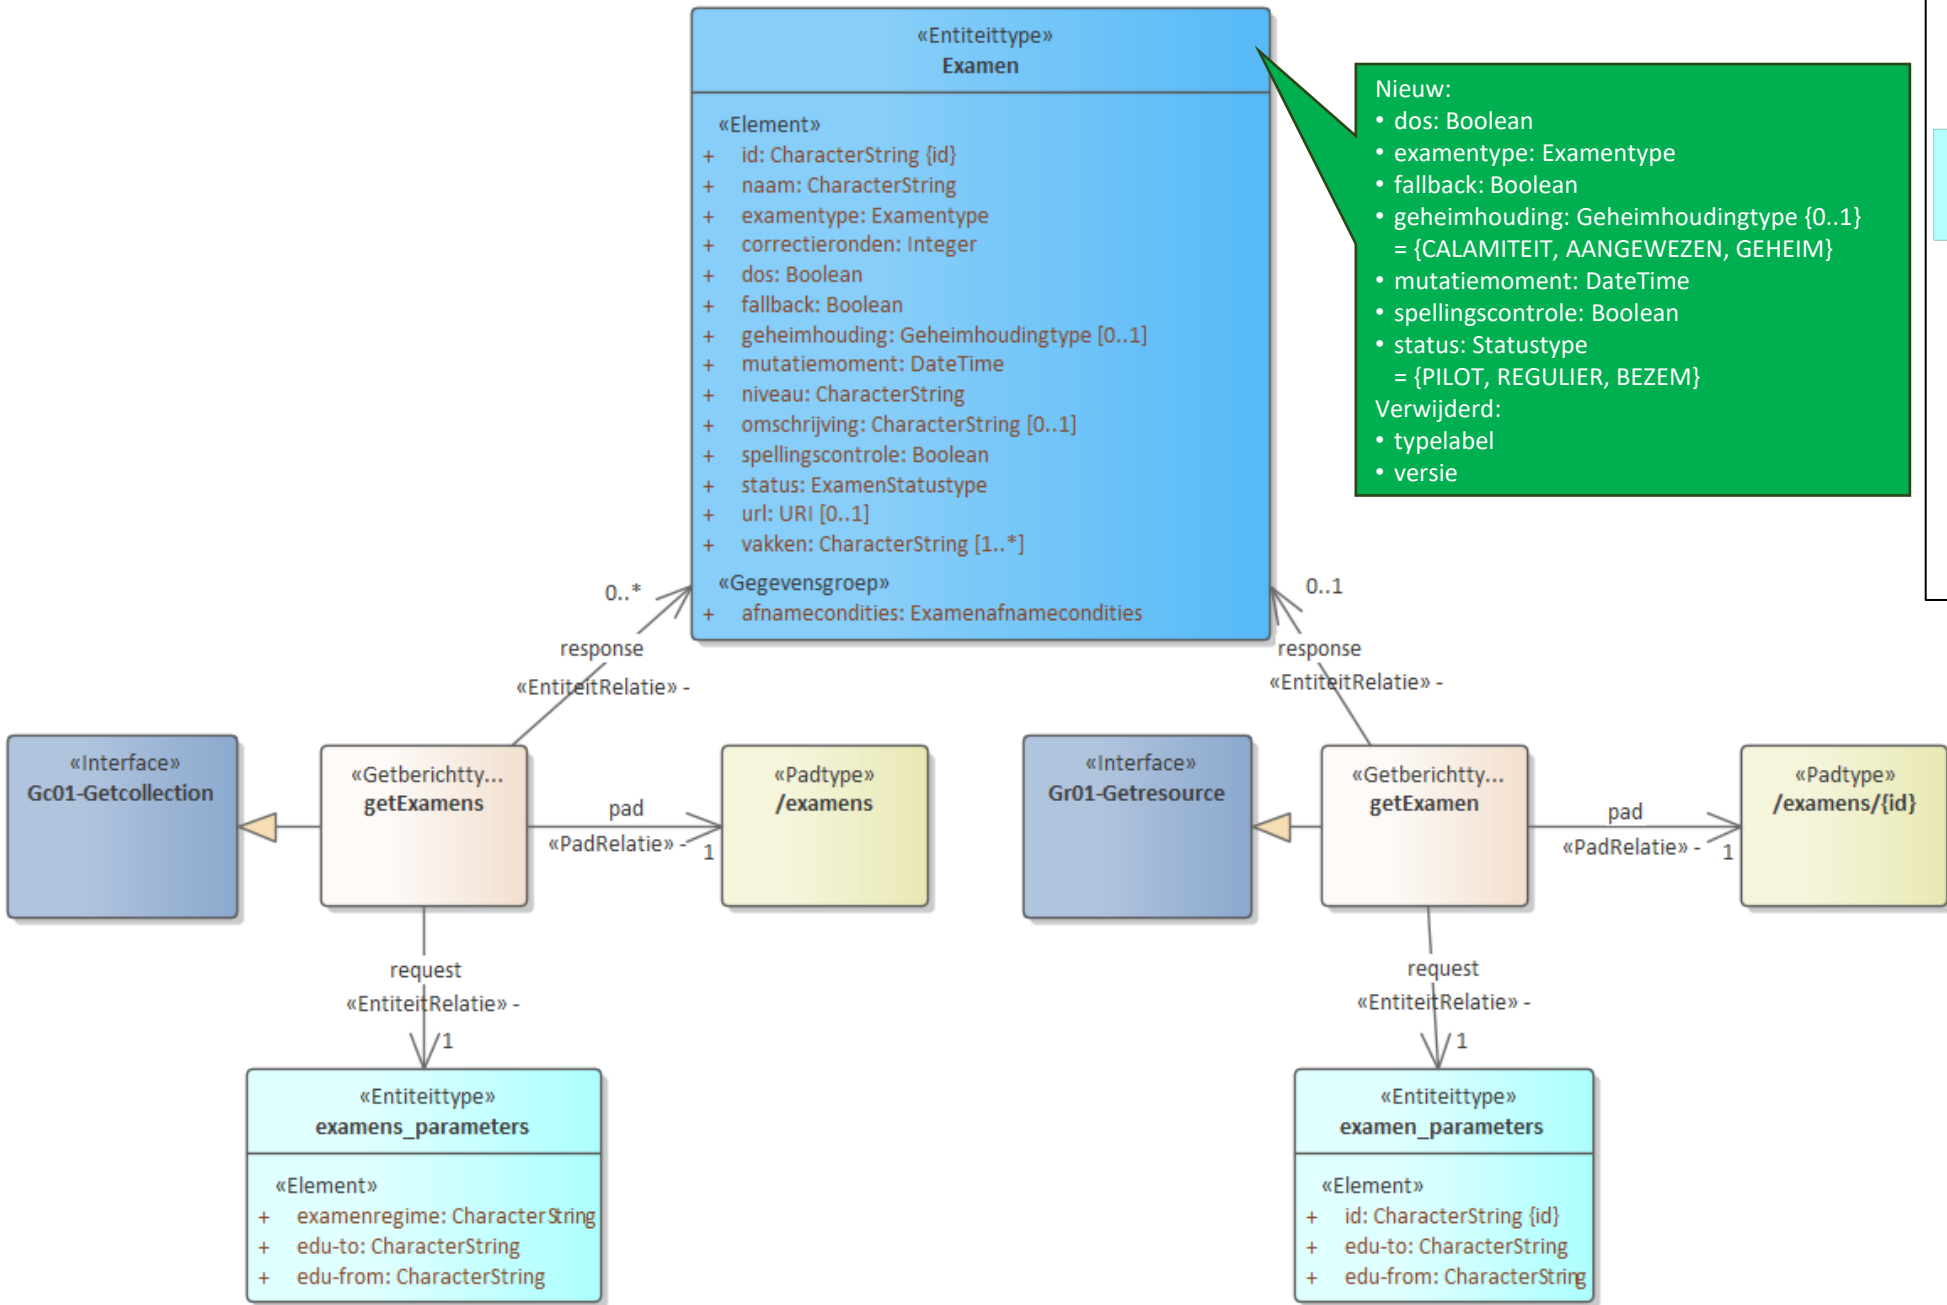 «Entiteittype»
Examen
«Element»
+ id: CharacterString {id}
+ naam: CharacterString
+ examentype: Examentype
+ correctieronden: Integer
+ dos: Boolean
+ fallback: Boolean
+ geheimhouding: Geheimhoudingtype [0..1]
+ mutatiemoment: DateTime
+ niveau: CharacterString
+ omschrijving: CharacterString [0..1]
+ spellingscontrole: Boolean
+ status: ExamenStatustype
+ url: URI [0..1]
+ vakken: CharacterString [1..*]
«Gegevensgroep»
+ afnamecondities: Examenafnamecondities
Nieuw:
• dos: Boolean
• examentype: Examentype
• fallback: Boolean
• geheimhouding: Geheimhoudingtype {0..1}
= {CALAMITEIT, AANGEWEZEN, GEHEIM}
• mutatiemoment: DateTime
• spellingscontrole: Boolean
• status: Statustype
= {PILOT, REGULIER, BEZEM}
Verwijderd:
• typelabel
• versie
0..*
response
«EntiteitRelatie» -
0..1
response
«EntiteitRelatie» -
«Interface»
Gc01-Getcollection
«Getberichtty...
getExamens
pad
«PadRelatie» -
1
«Padtype»
/examens
«Interface»
Gr01-Getresource
«Getberichtty...
getExamen
pad
«PadRelatie» -
1
«Padtype»
/examens/{id}
request
«EntiteitRelatie» -
1
request
«EntiteitRelatie» -
1
«Entiteittype»
examens_parameters
«Element»
+ examenregime: CharacterString
+ edu-to: CharacterString
+ edu-from: CharacterString
«Entiteittype»
examen_parameters
«Element»
+ id: CharacterString {id}
+ edu-to: CharacterString
+ edu-from: CharacterString